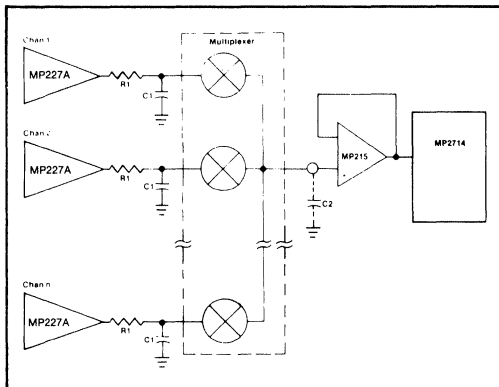 Chan 1
MP227A
R1
C1
Multiplexer
Chan 2
MP227A
R1
C1
MP215
+
MP2714
C2
Chan n
MP227A
R1
C1